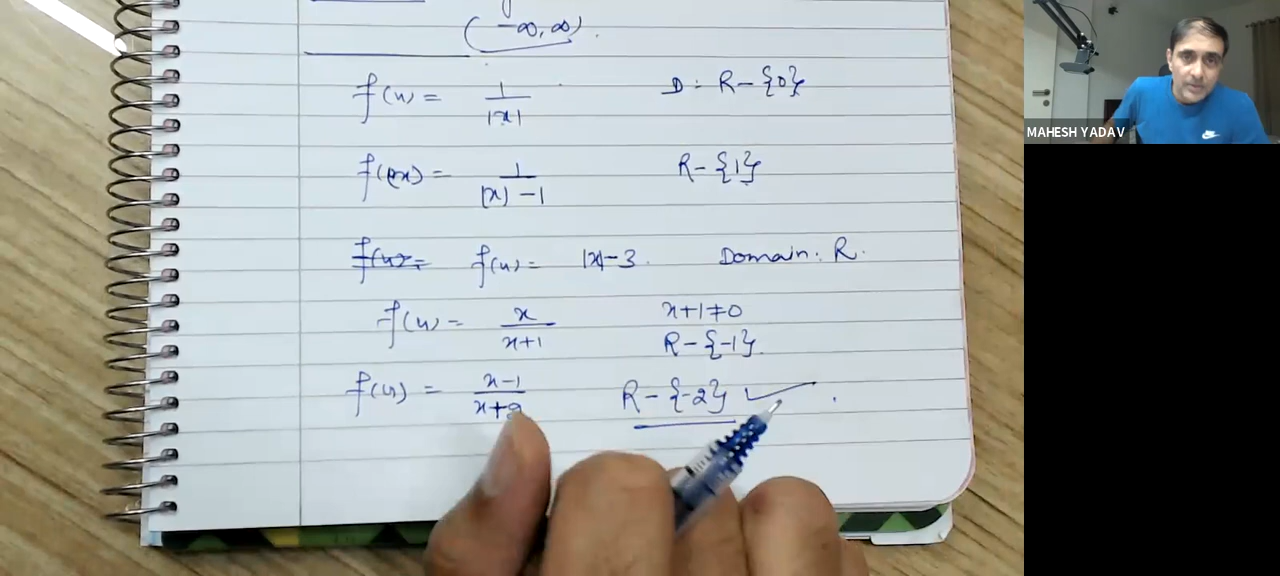 (-∞, ∞).
f(x) = 1/|x| D: R - {0}
f(x) = 1/|x| - 1 R - {1}
f(x) = f(x) = |x| - 3. Domain: R.
f(x) = x/x+1 x+1≠0
R - {-1}.
f(x) = x-1/x+2 R - {-2} ✓
MAHESH YADAV